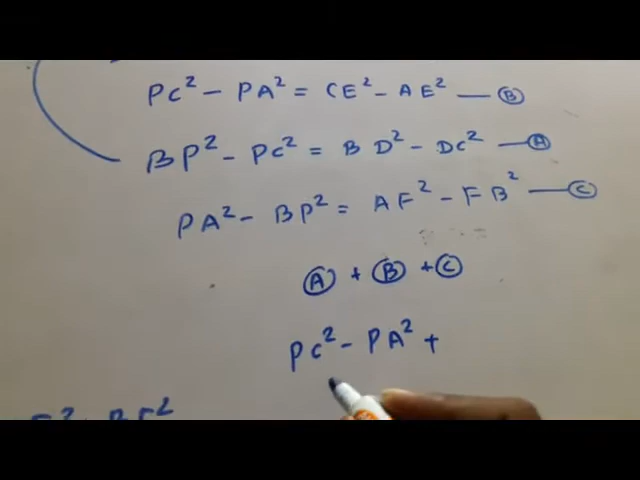 PC² - PA² = CE² - AE² — Ⓑ
BP² - PC² = BD² - DC² — Ⓐ
PA² - BP² = AF² - FB² — Ⓒ
Ⓐ + Ⓑ + Ⓒ
PC² - PA² +